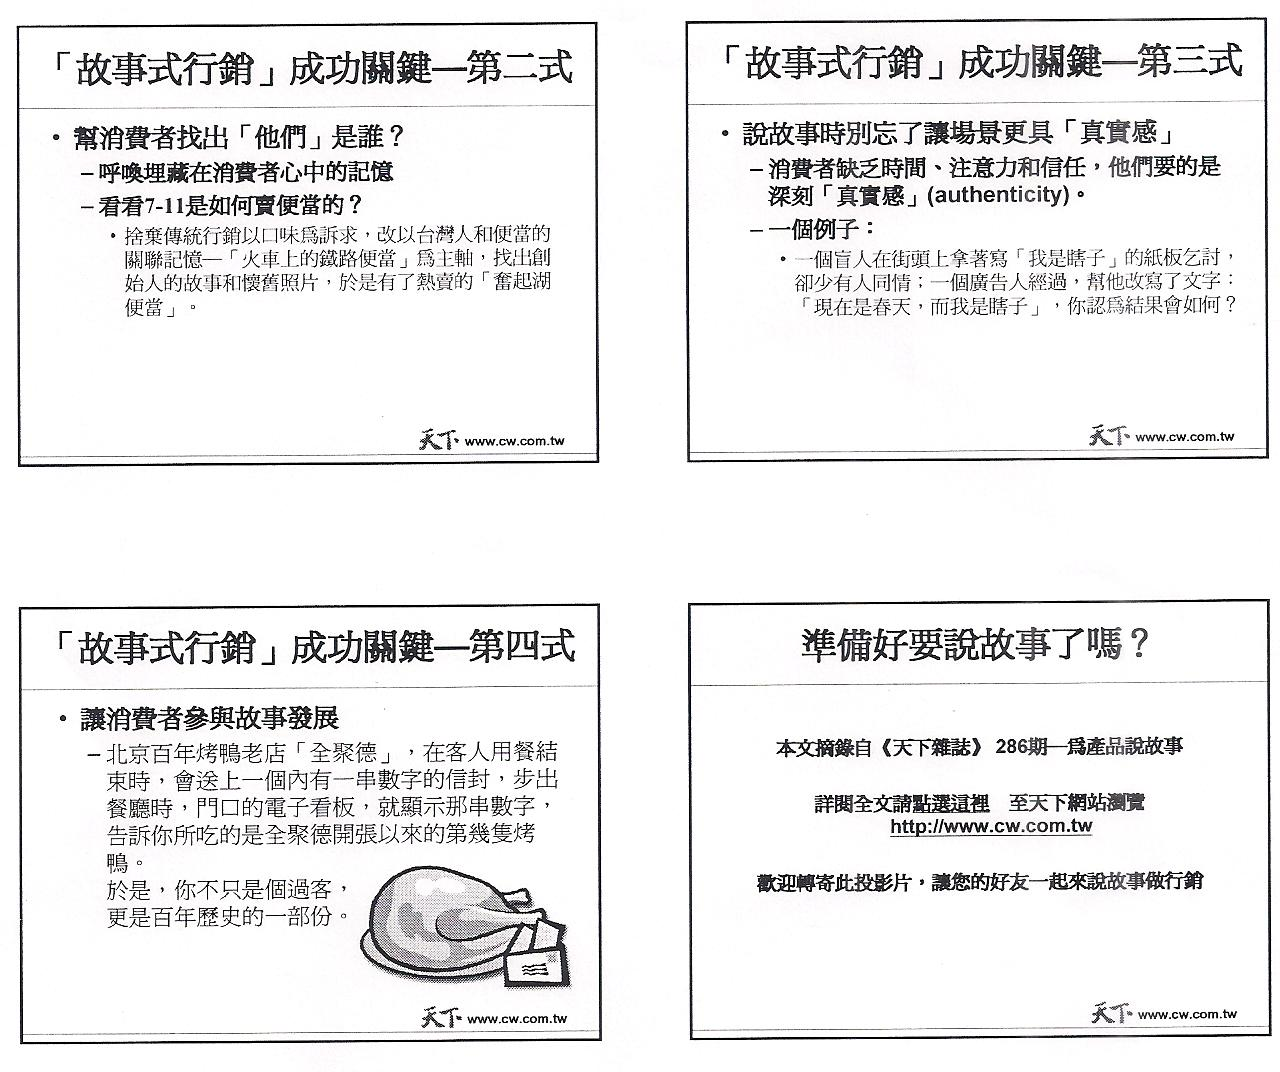 「故事式行銷」成功關鍵—第二式
• 幫消費者找出「他們」是誰？
– 呼喚埋藏在消費者心中的記憶
– 看看7-11是如何賣便當的？
• 捨棄傳統行銷以口味為訴求，改以台灣人和便當的
關聯記憶—「火車上的鐵路便當」為主軸，找出創
始人的故事和懷舊照片，於是有了熱賣的「奮起湖
便當」。
天下 www.cw.com.tw
「故事式行銷」成功關鍵—第三式
• 說故事時別忘了讓場景更具「真實感」
– 消費者缺乏時間、注意力和信任，他們要的是
深刻「真實感」(authenticity)。
– 一個例子：
• 一個盲人在街頭上拿著寫「我是瞎子」的紙板乞討，
卻少有人同情；一個廣告人經過，幫他改寫了文字：
「現在是春天，而我是瞎子」，你認為結果會如何？
天下 www.cw.com.tw
「故事式行銷」成功關鍵—第四式
• 讓消費者參與故事發展
– 北京百年烤鴨老店「全聚德」，在客人用餐結
束時，會送上一個內有一串數字的信封，步出
餐廳時，門口的電子看板，就顯示那串數字，
告訴你所吃的是全聚德開張以來的第幾隻烤
鴨。
於是，你不只是個過客，
更是百年歷史的一部份。
天下 www.cw.com.tw
準備好要說故事了嗎？
本文摘錄自《天下雜誌》 286期—為產品說故事
詳閱全文請點選這裡 至天下網站瀏覽
http://www.cw.com.tw
歡迎轉寄此投影片，讓您的好友一起來說故事做行銷
天下 www.cw.com.tw